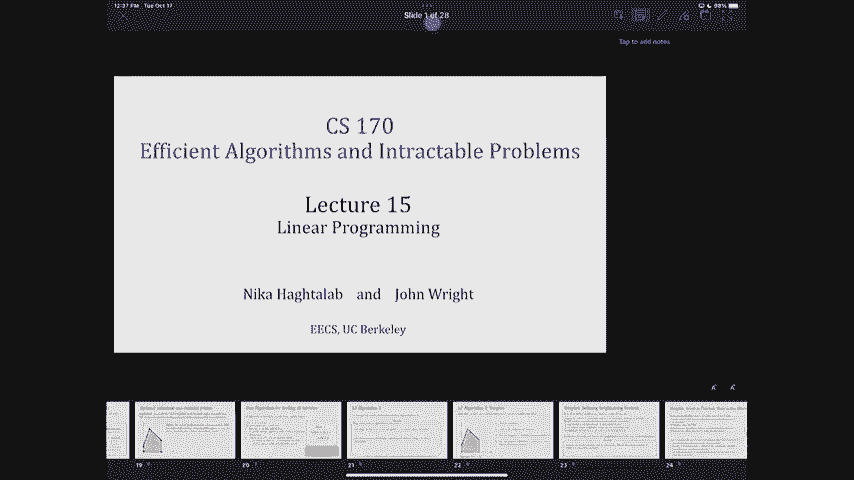 12:37 PM Tue Oct 17
98%
Slide 1 of 28
Tap to add notes
CS 170
Efficient Algorithms and Intractable Problems
Lecture 15
Linear Programming
Nika Haghtalab and John Wright
EECS, UC Berkeley
19
20
21
22
23
24